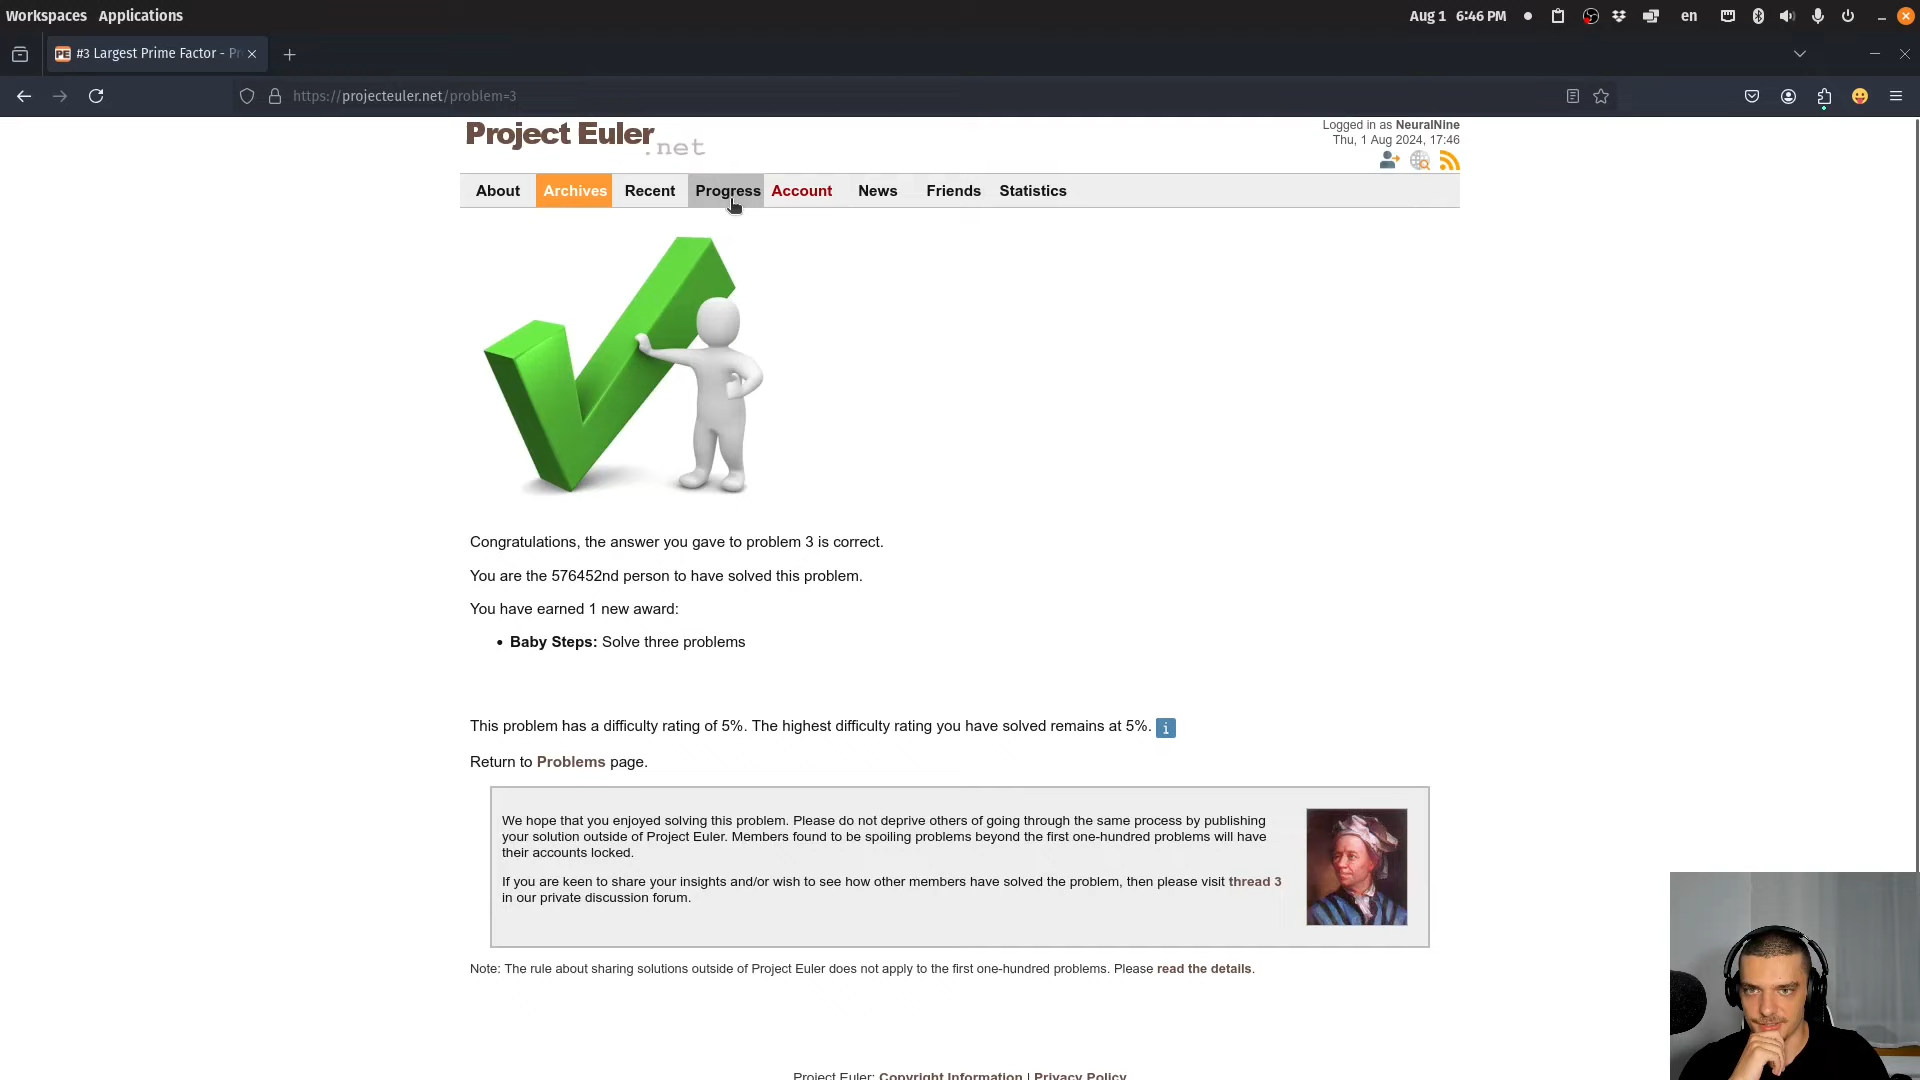 Workspaces Applications
Aug 1 6:46 PM
en
PE #3 Largest Prime Factor - Pr
https://projecteuler.net/problem=3
Project Euler
.net
Logged in as NeuralNine
Thu, 1 Aug 2024, 17:46
About Archives Recent Progress Account News Friends Statistics
Congratulations, the answer you gave to problem 3 is correct.
You are the 576452nd person to have solved this problem.
You have earned 1 new award:
• Baby Steps: Solve three problems
This problem has a difficulty rating of 5%. The highest difficulty rating you have solved remains at 5%. i
Return to Problems page.
We hope that you enjoyed solving this problem. Please do not deprive others of going through the same process by publishing
your solution outside of Project Euler. Members found to be spoiling problems beyond the first one-hundred problems will have
their accounts locked.
If you are keen to share your insights and/or wish to see how other members have solved the problem, then please visit thread 3
in our private discussion forum.
Note: The rule about sharing solutions outside of Project Euler does not apply to the first one-hundred problems. Please read the details.
Project Euler: Copyright Information | Privacy Policy